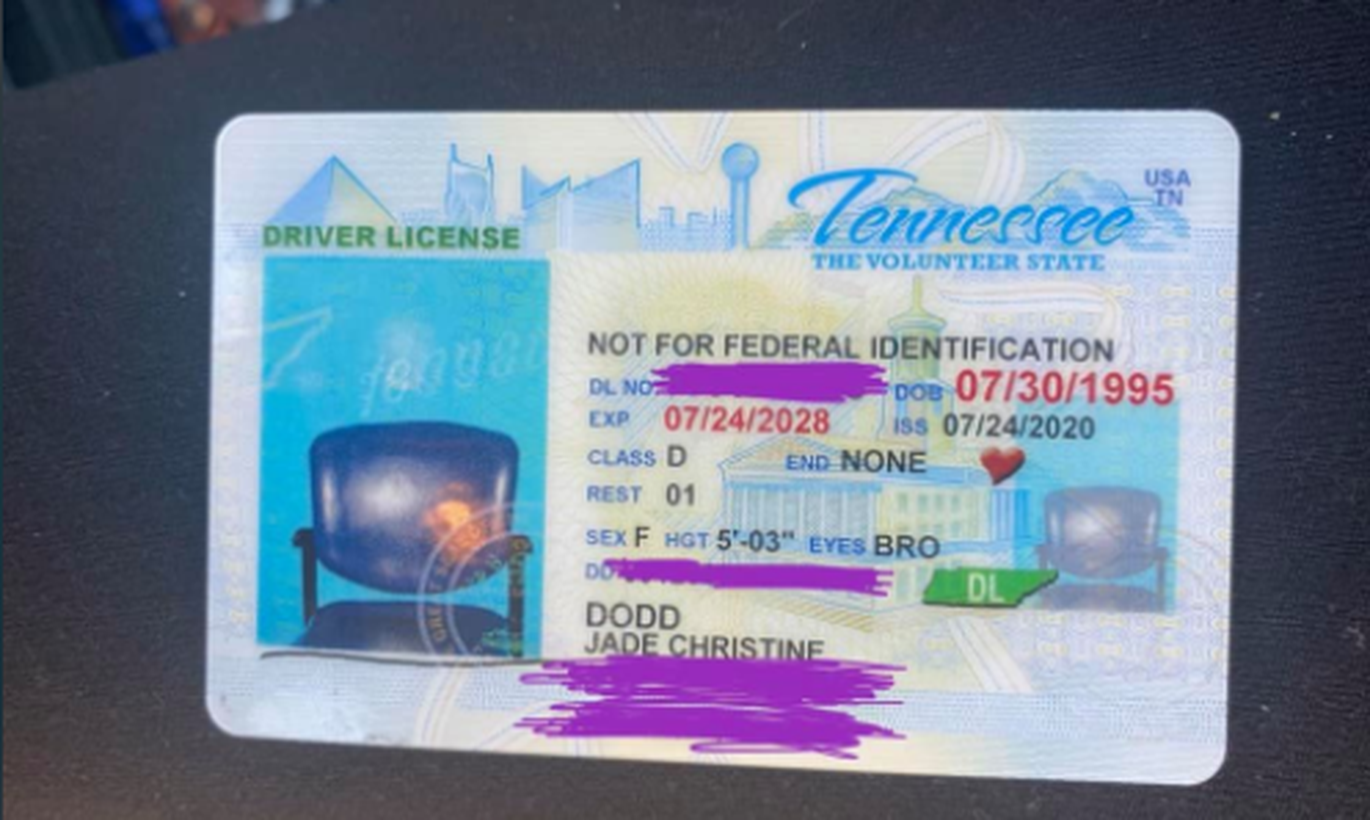 USA
TN
Tennessee
THE VOLUNTEER STATE
DRIVER LICENSE
NOT FOR FEDERAL IDENTIFICATION
DL NO. DOB 07/30/1995
EXP 07/24/2028 ISS 07/24/2020
CLASS D END NONE
REST 01
SEX F HGT 5'-03" EYES BRO
DD
DL
DODD
JADE CHRISTINE